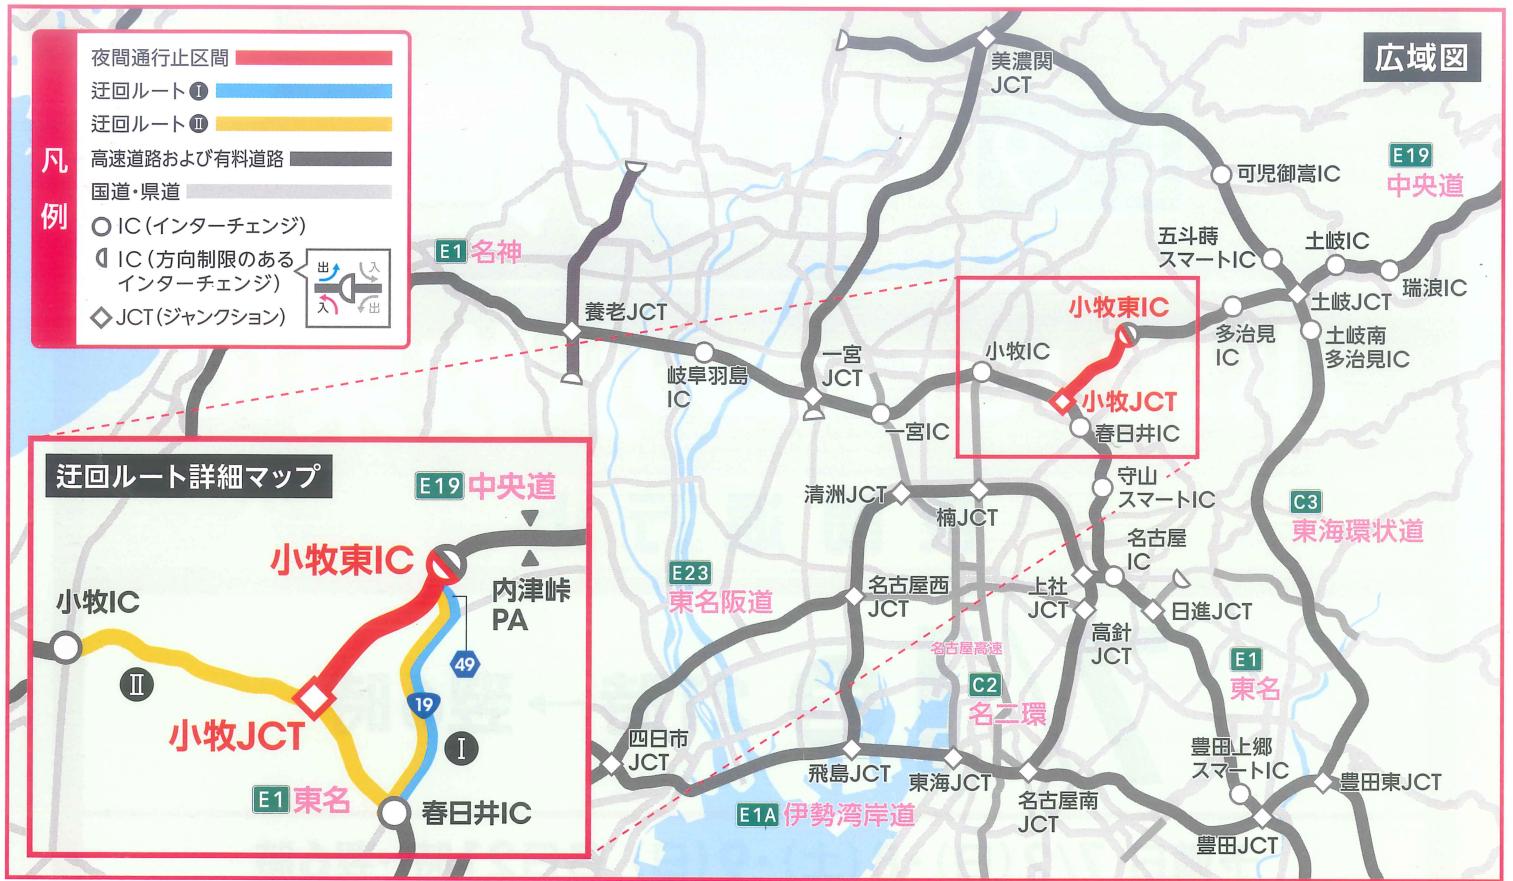 広域図
凡例
夜間通行止区間
迂回ルートⅠ
迂回ルートⅡ
高速道路および有料道路
国道・県道
IC（インターチェンジ）
IC（方向制限のある
インターチェンジ）
出
入
入
出
JCT（ジャンクション）
美濃関
JCT
E19
中央道
可児御嵩IC
五斗蒔
スマートIC
土岐IC
瑞浪IC
土岐JCT
多治見
IC
土岐南
多治見IC
E1 名神
養老JCT
岐阜羽島
IC
一宮
JCT
一宮IC
小牧IC
小牧東IC
小牧JCT
春日井IC
守山
スマートIC
清洲JCT
楠JCT
名古屋
IC
C3
東海環状道
E23
東名阪道
名古屋西
JCT
上社
JCT
高針
JCT
日進JCT
名古屋高速
C2
名二環
E1
東名
四日市
JCT
飛島JCT
東海JCT
名古屋南
JCT
E1A 伊勢湾岸道
豊田上郷
スマートIC
豊田東JCT
豊田JCT
迂回ルート詳細マップ
E19 中央道
小牧東IC
内津峠
PA
小牧IC
Ⅱ
49
19
Ⅰ
小牧JCT
E1 東名
春日井IC